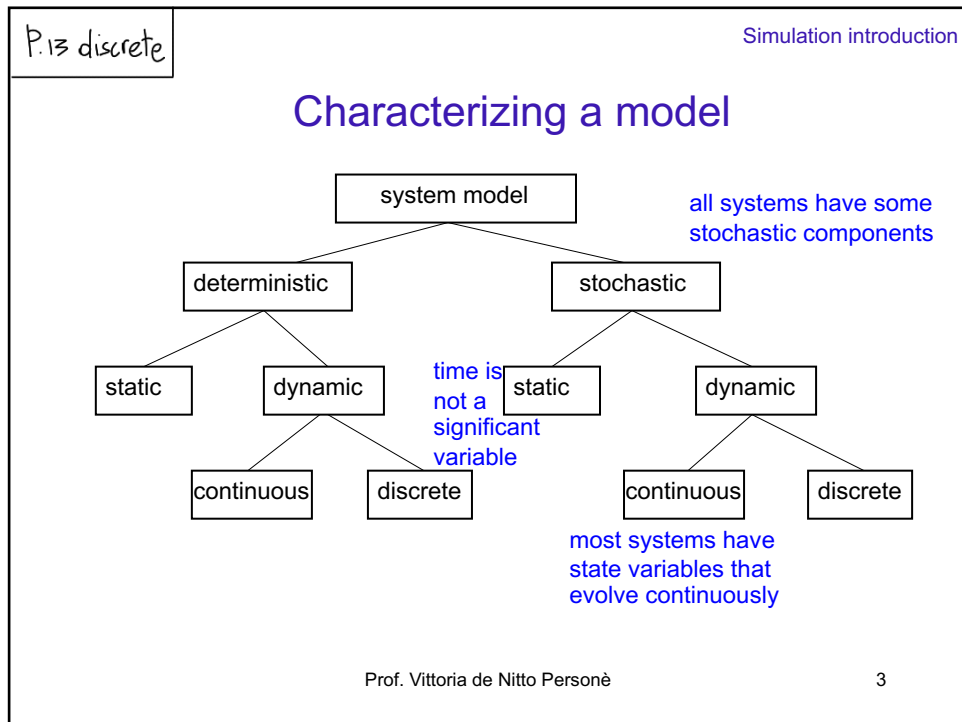 P.13 discrete
Simulation introduction
Characterizing a model
system model
all systems have some
stochastic components
deterministic
stochastic
static
dynamic
time is
not a
significant
variable
static
dynamic
continuous
discrete
continuous
discrete
most systems have
state variables that
evolve continuously
Prof. Vittoria de Nitto Personè
3